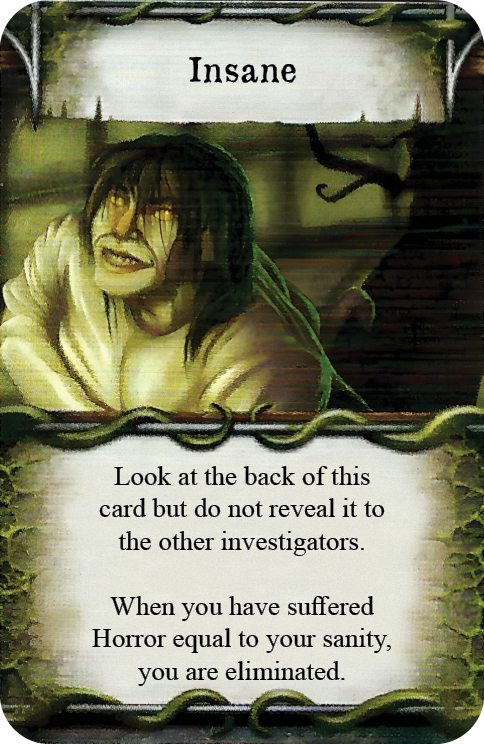 Insane
Look at the back of this
card but do not reveal it to
the other investigators.
When you have suffered
Horror equal to your sanity,
you are eliminated.